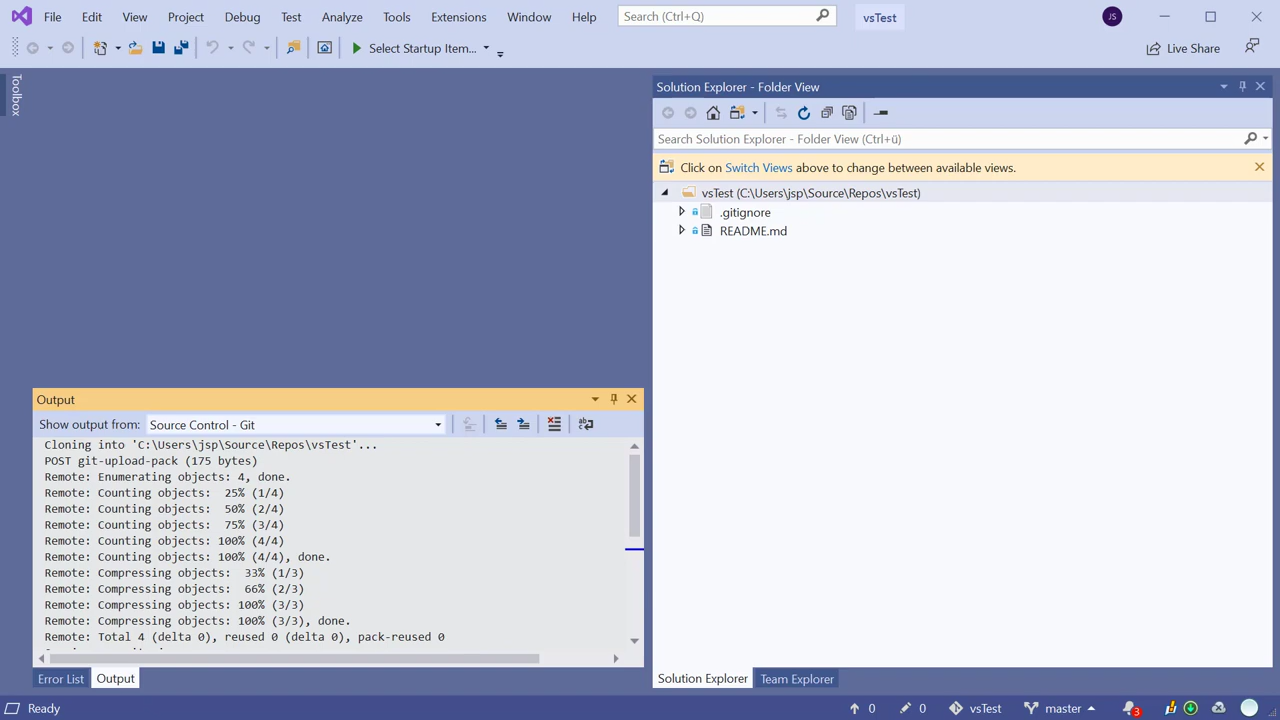 File Edit View Project Debug Test Analyze Tools Extensions Window Help Search (Ctrl+Q) vsTest JS
Select Startup Item... Live Share
Toolbox
Solution Explorer - Folder View
Search Solution Explorer - Folder View (Ctrl+ü)
Click on Switch Views above to change between available views.
vsTest (C:\Users\jsp\Source\Repos\vsTest)
.gitignore
README.md
Output
Show output from: Source Control - Git
Cloning into 'C:\Users\jsp\Source\Repos\vsTest'...
POST git-upload-pack (175 bytes)
Remote: Enumerating objects: 4, done.
Remote: Counting objects:  25% (1/4)
Remote: Counting objects:  50% (2/4)
Remote: Counting objects:  75% (3/4)
Remote: Counting objects: 100% (4/4)
Remote: Counting objects: 100% (4/4), done.
Remote: Compressing objects:  33% (1/3)
Remote: Compressing objects:  66% (2/3)
Remote: Compressing objects: 100% (3/3)
Remote: Compressing objects: 100% (3/3), done.
Remote: Total 4 (delta 0), reused 0 (delta 0), pack-reused 0
Error List Output
Solution Explorer Team Explorer
Ready 0 0 vsTest master 3